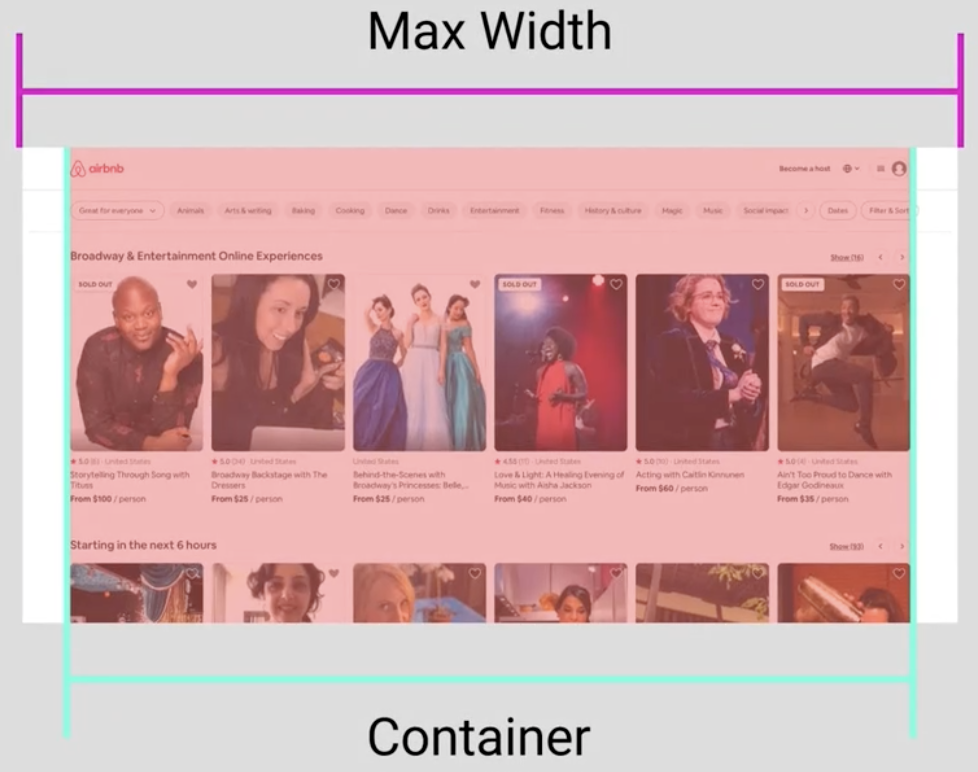 Max Width
airbnb
Become a host
Great for everyone
Animals
Arts & writing
Baking
Cooking
Dance
Drinks
Entertainment
Fitness
History & culture
Magic
Music
Social impact
Dates
Filter & Sort
Broadway & Entertainment Online Experiences
Show (16)
SOLD OUT
SOLD OUT
SOLD OUT
5.0 (6) · United States
Storytelling Through Song with
Tituss
From $100 / person
5.0 (24) · United States
Broadway Backstage with The
Dressers
From $25 / person
United States
Behind-the-Scenes with
Broadway's Princesses: Belle,...
From $25 / person
United States
Love & Light: A Healing Evening of
Music with Aisha Jackson
From $40 / person
5.0 (10) · United States
Acting with Caitlin Kinnunen
From $60 / person
5.0 (4) · United States
Ain't Too Proud to Dance with
Edgar Godineaux
From $35 / person
Starting in the next 6 hours
Show (93)
Container